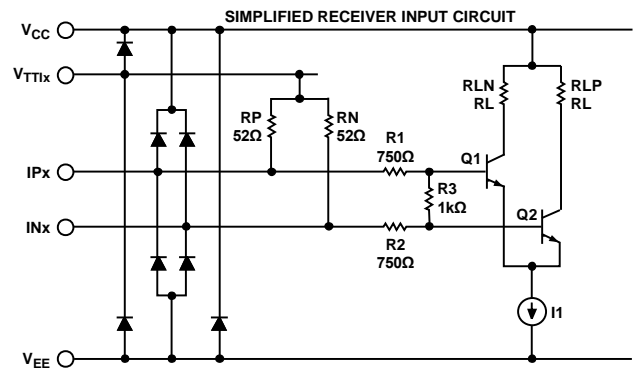 SIMPLIFIED RECEIVER INPUT CIRCUIT
VCC
VTTIx
RLN
RL
RLP
RL
RP
52Ω
RN
52Ω
R1
750Ω
Q1
IPx
R3
1kΩ
Q2
INx
R2
750Ω
I1
VEE